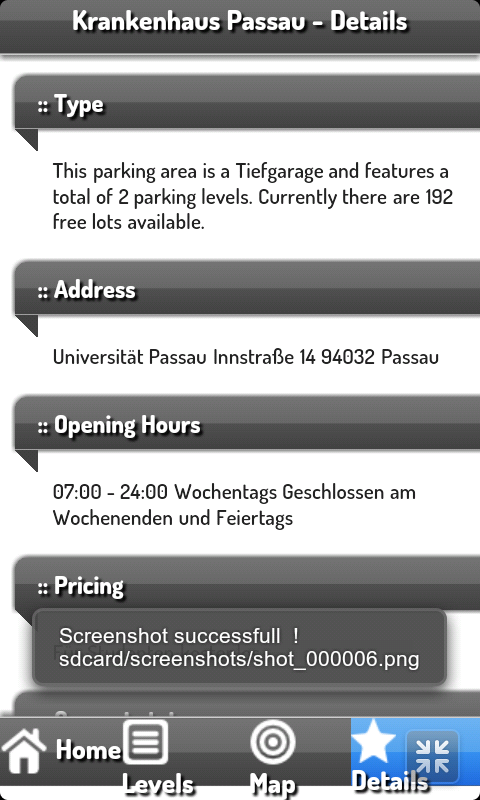 Krankenhaus Passau - Details
:: Type
This parking area is a Tiefgarage and features a
total of 2 parking levels. Currently there are 192
free lots available.
:: Address
Universität Passau Innstraße 14 94032 Passau
:: Opening Hours
07:00 - 24:00 Wochentags Geschlossen am
Wochenenden und Feiertags
:: Pricing
Screenshot successfull !
sdcard/screenshots/shot_000006.png
Home
Levels
Map
Details